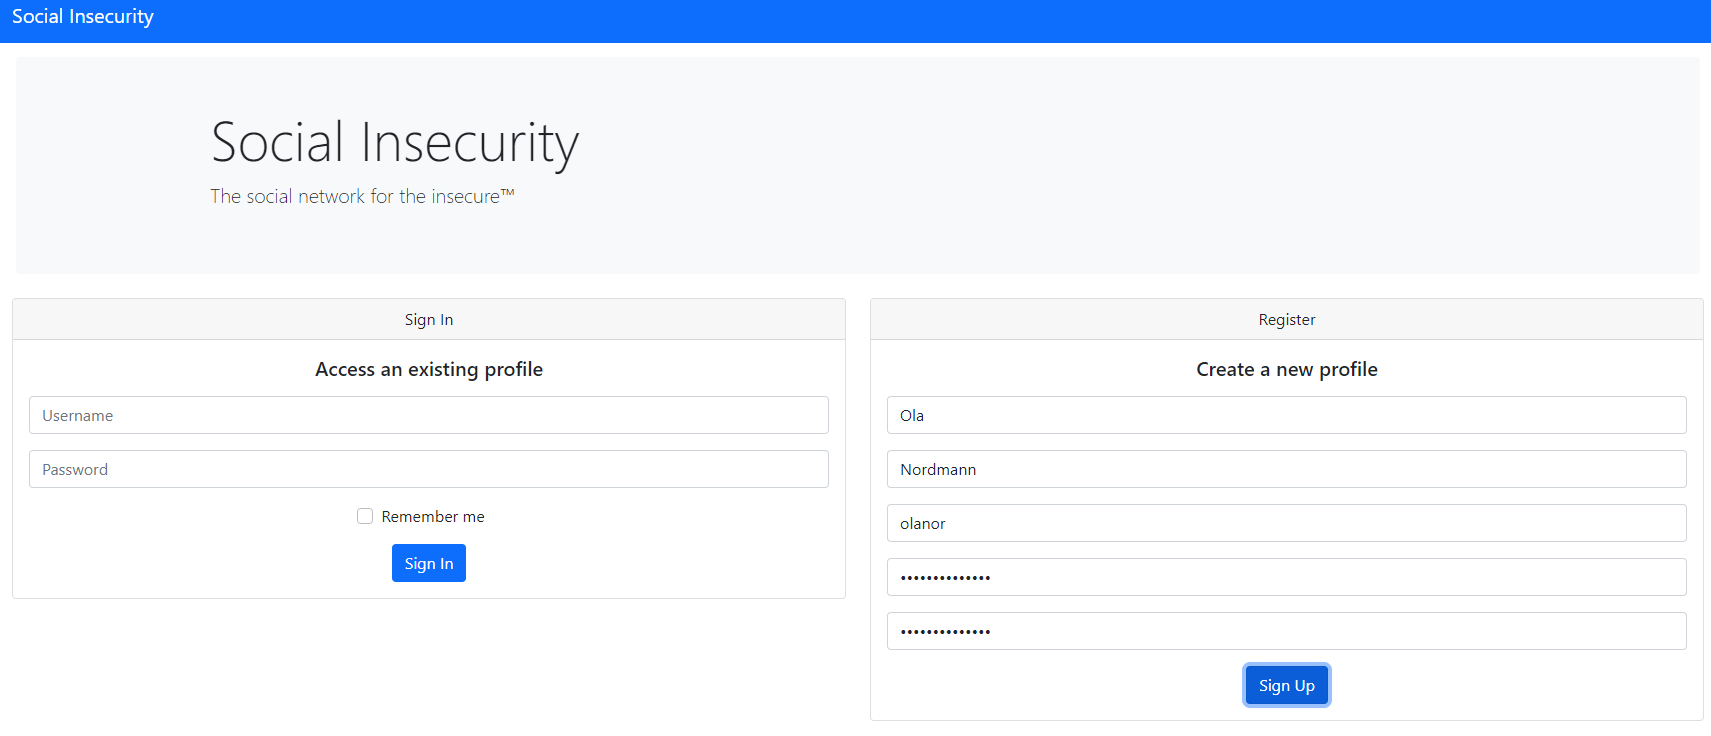 Social Insecurity
Social Insecurity
The social network for the insecure™
Sign In
Access an existing profile
Username
Password
Remember me
Sign In
Register
Create a new profile
Ola
Nordmann
olanor
••••••••••••••
••••••••••••••
Sign Up